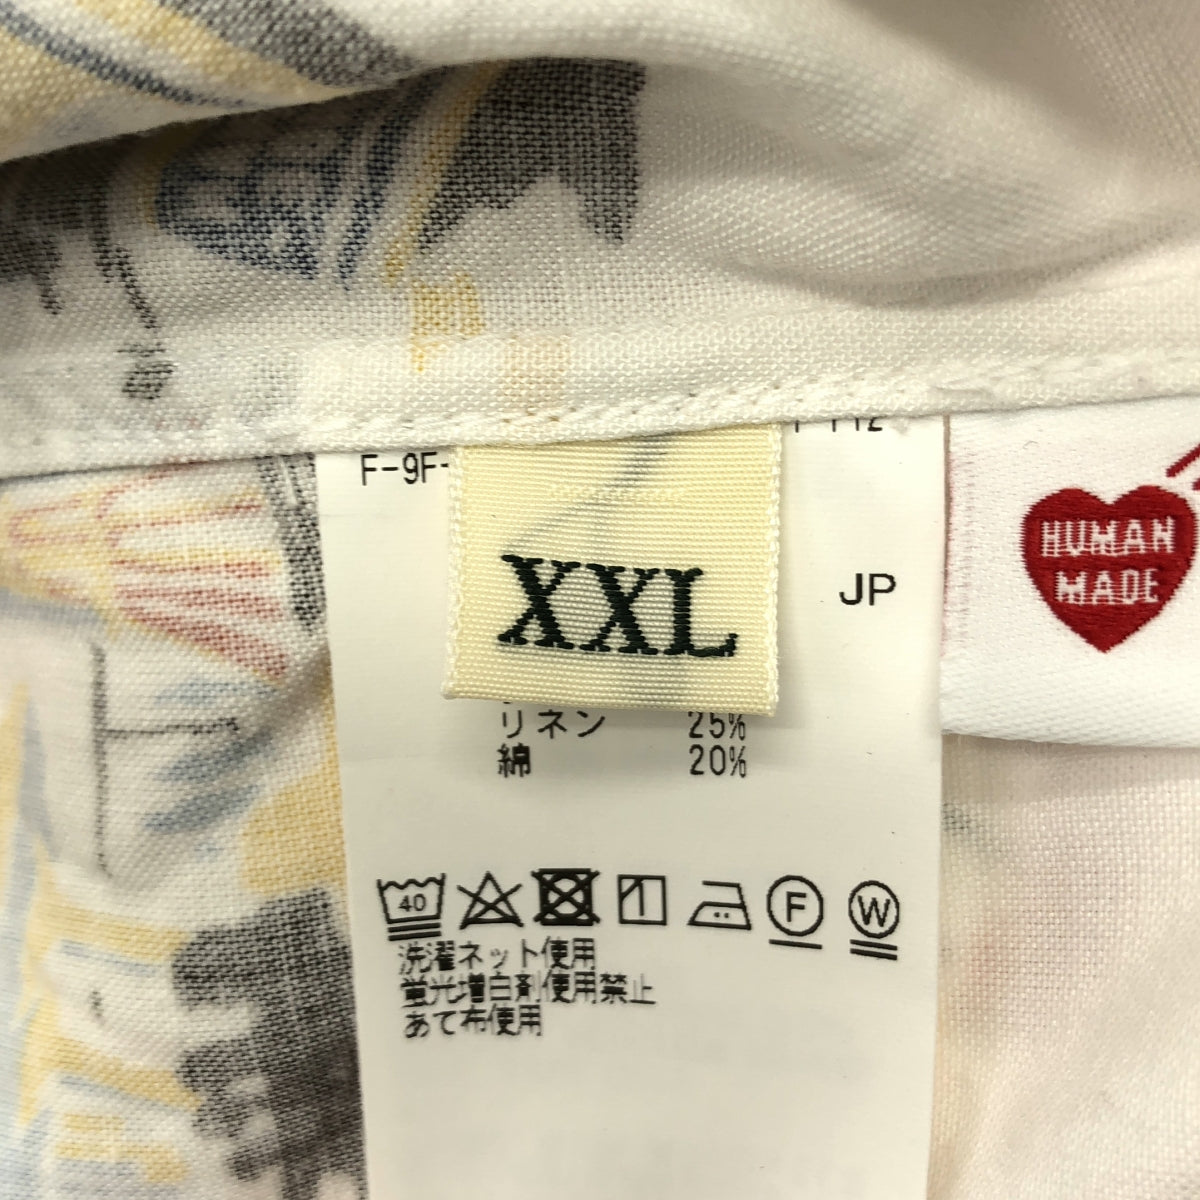 F-9F-
XXL
JP
HUMAN
MADE
リネン 25%
綿 20%
40 F W
洗濯ネット使用
蛍光増白剤使用禁止
あて布使用